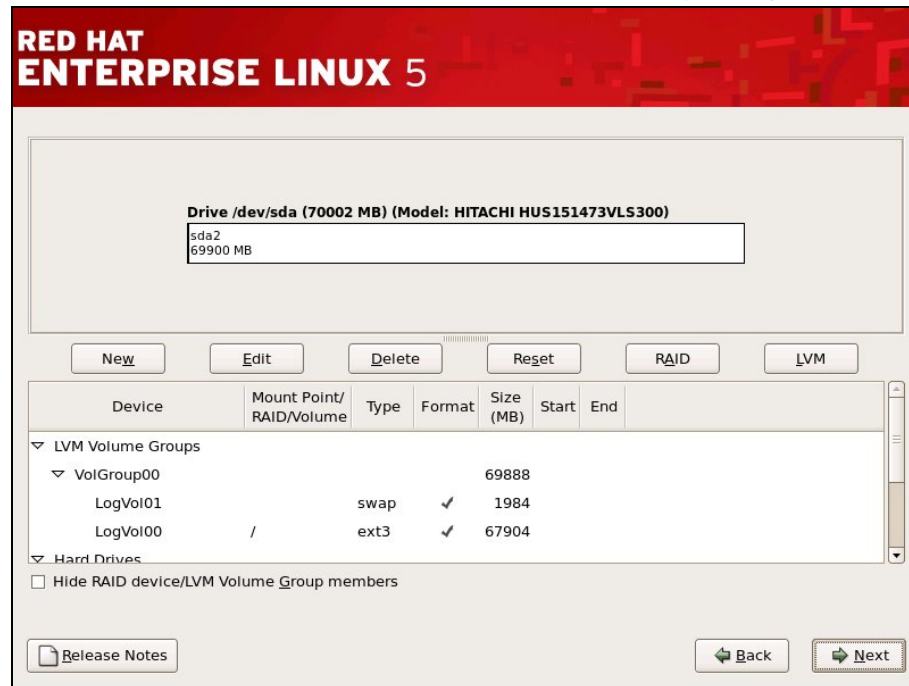 RED HAT
ENTERPRISE LINUX 5
Drive /dev/sda (70002 MB) (Model: HITACHI HUS151473VLS300)
sda2
69900 MB
New Edit Delete Reset RAID LVM
Device Mount Point/ RAID/Volume Type Format Size (MB) Start End
LVM Volume Groups
VolGroup00 69888
LogVol01 swap 1984
LogVol00 / ext3 67904
Hard Drives
Hide RAID device/LVM Volume Group members
Release Notes Back Next